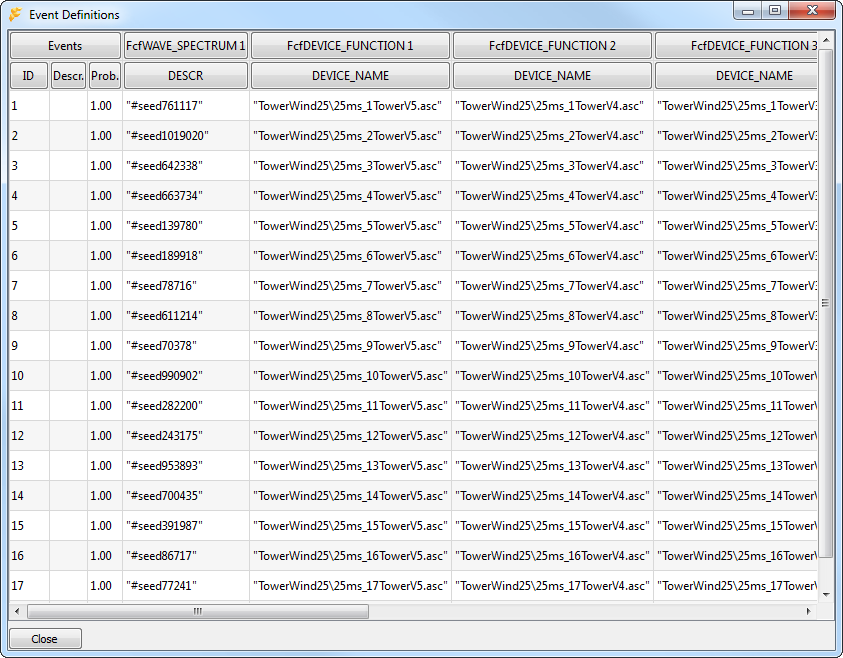 Event Definitions
Events FcfWAVE_SPECTRUM 1 FcfDEVICE_FUNCTION 1 FcfDEVICE_FUNCTION 2 FcfDEVICE_FUNCTION 3
ID Descr. Prob. DESCR DEVICE_NAME DEVICE_NAME DEVICE_NAME
1 1.00 "#seed761117" "TowerWind25\25ms_1TowerV5.asc" "TowerWind25\25ms_1TowerV4.asc" "TowerWind25\25ms_1TowerV3
2 1.00 "#seed1019020" "TowerWind25\25ms_2TowerV5.asc" "TowerWind25\25ms_2TowerV4.asc" "TowerWind25\25ms_2TowerV3
3 1.00 "#seed642338" "TowerWind25\25ms_3TowerV5.asc" "TowerWind25\25ms_3TowerV4.asc" "TowerWind25\25ms_3TowerV3
4 1.00 "#seed663734" "TowerWind25\25ms_4TowerV5.asc" "TowerWind25\25ms_4TowerV4.asc" "TowerWind25\25ms_4TowerV3
5 1.00 "#seed139780" "TowerWind25\25ms_5TowerV5.asc" "TowerWind25\25ms_5TowerV4.asc" "TowerWind25\25ms_5TowerV3
6 1.00 "#seed189918" "TowerWind25\25ms_6TowerV5.asc" "TowerWind25\25ms_6TowerV4.asc" "TowerWind25\25ms_6TowerV3
7 1.00 "#seed78716" "TowerWind25\25ms_7TowerV5.asc" "TowerWind25\25ms_7TowerV4.asc" "TowerWind25\25ms_7TowerV3
8 1.00 "#seed611214" "TowerWind25\25ms_8TowerV5.asc" "TowerWind25\25ms_8TowerV4.asc" "TowerWind25\25ms_8TowerV3
9 1.00 "#seed70378" "TowerWind25\25ms_9TowerV5.asc" "TowerWind25\25ms_9TowerV4.asc" "TowerWind25\25ms_9TowerV3
10 1.00 "#seed990902" "TowerWind25\25ms_10TowerV5.asc" "TowerWind25\25ms_10TowerV4.asc" "TowerWind25\25ms_10TowerV
11 1.00 "#seed282200" "TowerWind25\25ms_11TowerV5.asc" "TowerWind25\25ms_11TowerV4.asc" "TowerWind25\25ms_11TowerV
12 1.00 "#seed243175" "TowerWind25\25ms_12TowerV5.asc" "TowerWind25\25ms_12TowerV4.asc" "TowerWind25\25ms_12TowerV
13 1.00 "#seed953893" "TowerWind25\25ms_13TowerV5.asc" "TowerWind25\25ms_13TowerV4.asc" "TowerWind25\25ms_13TowerV
14 1.00 "#seed700435" "TowerWind25\25ms_14TowerV5.asc" "TowerWind25\25ms_14TowerV4.asc" "TowerWind25\25ms_14TowerV
15 1.00 "#seed391987" "TowerWind25\25ms_15TowerV5.asc" "TowerWind25\25ms_15TowerV4.asc" "TowerWind25\25ms_15TowerV
16 1.00 "#seed86717" "TowerWind25\25ms_16TowerV5.asc" "TowerWind25\25ms_16TowerV4.asc" "TowerWind25\25ms_16TowerV
17 1.00 "#seed77241" "TowerWind25\25ms_17TowerV5.asc" "TowerWind25\25ms_17TowerV4.asc" "TowerWind25\25ms_17TowerV
Close